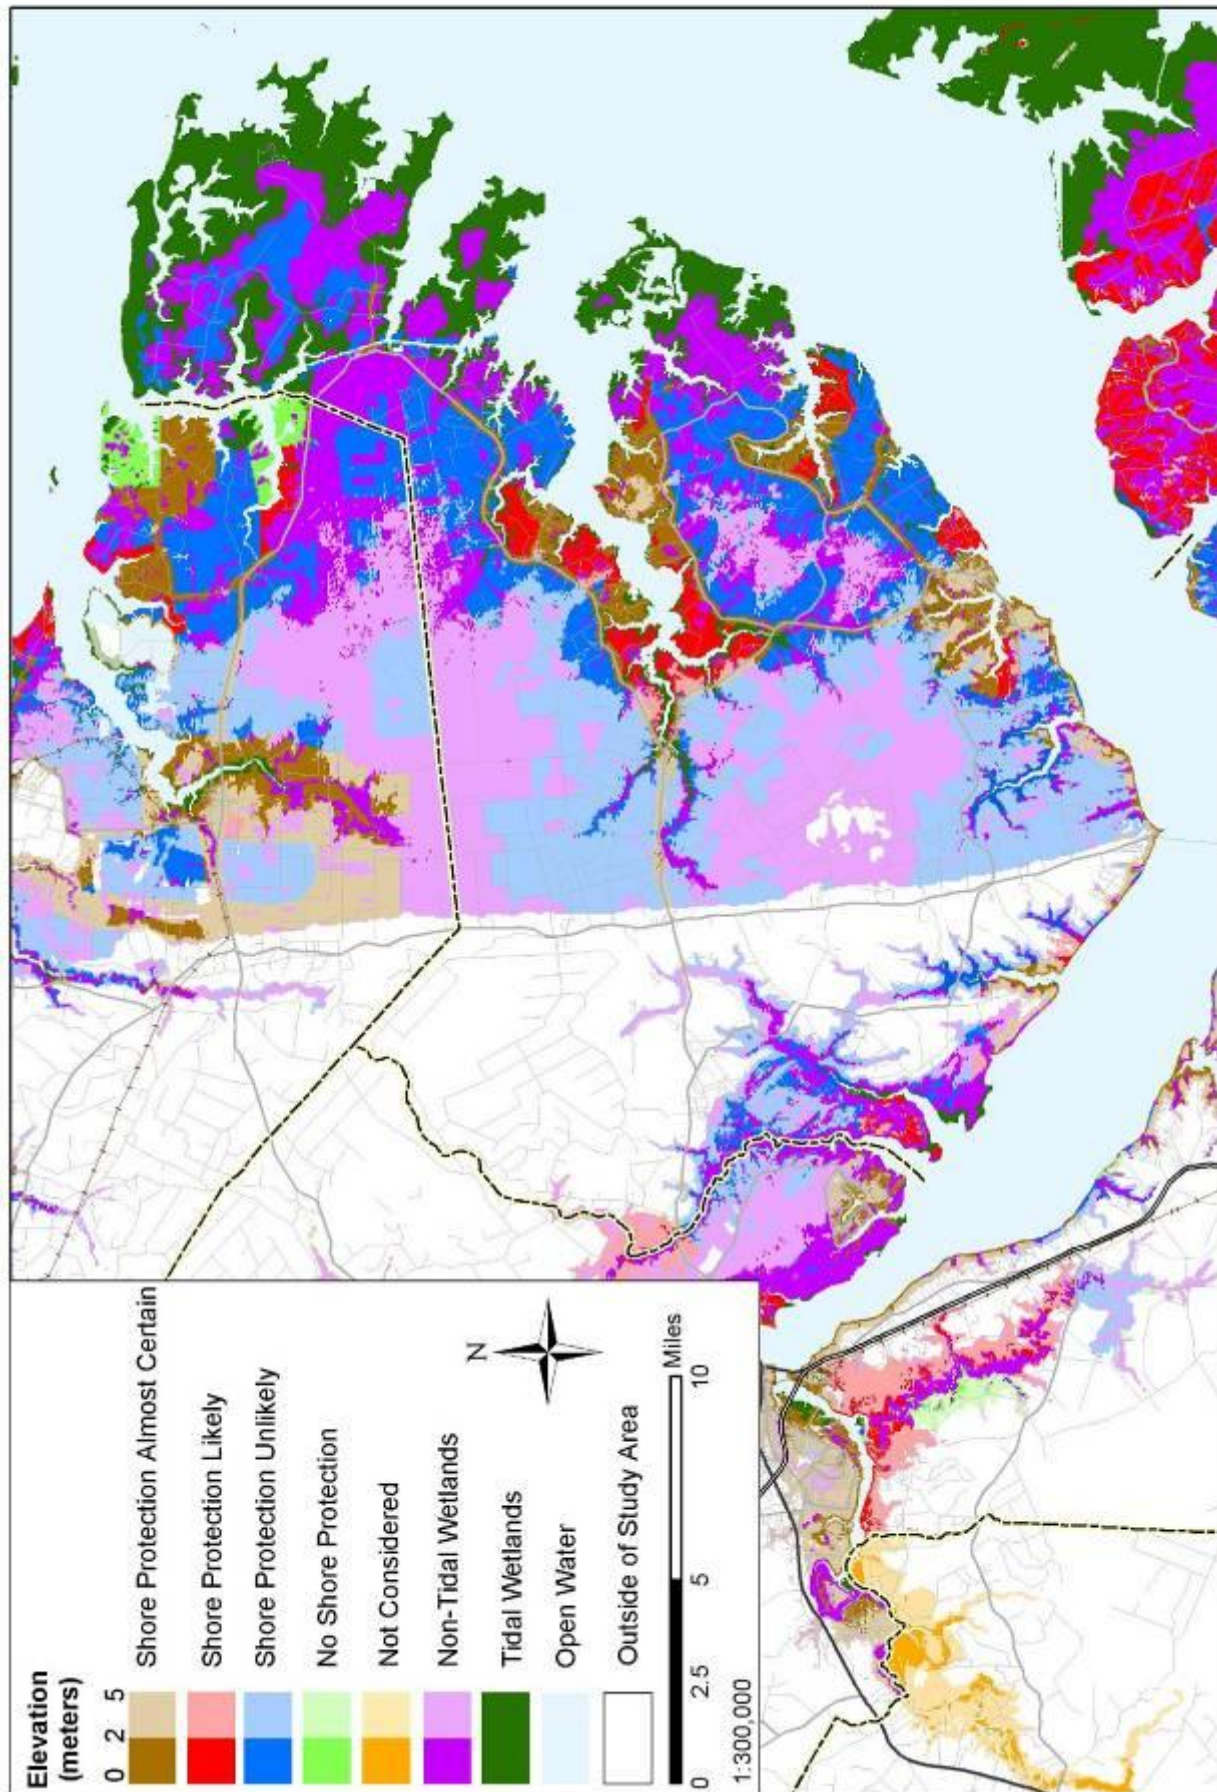 Elevation
(meters)
0 2 5
Shore Protection Almost Certain
Shore Protection Likely
Shore Protection Unlikely
No Shore Protection
Not Considered
Non-Tidal Wetlands
Tidal Wetlands
Open Water
Outside of Study Area
N
0 2.5 5 10
Miles
1:300,000